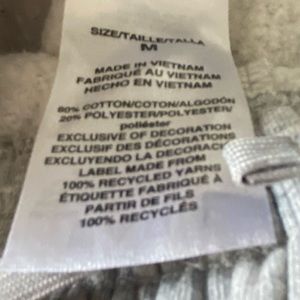 SIZE/TAILLE/TALLA
M
MADE IN VIETNAM
FABRIQUÉ AU VIETNAM
HECHO EN VIETNAM
80% COTTON/COTON/ALGODÓN
20% POLYESTER/POLYESTER/
poliéster
EXCLUSIVE OF DECORATION
EXCLUSIF DES DÉCORATIONS
EXCLUYENDO LA DECORACI
LABEL MADE FROM
100% RECYCLED YARNS
ÉTIQUETTE FABRIQUÉ À
PARTIR DE FILS
100% RECYCLÉS